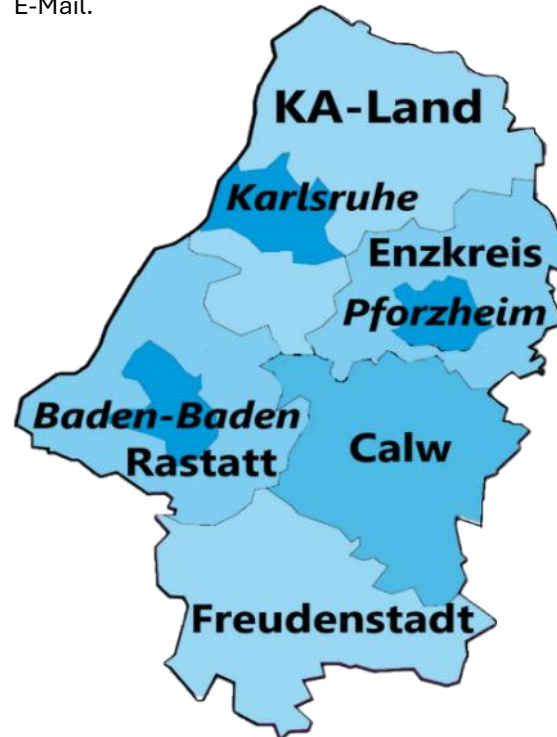 E-Mail.
KA-Land
Karlsruhe
Enzkreis
Pforzheim
Baden-Baden
Rastatt
Calw
Freudenstadt